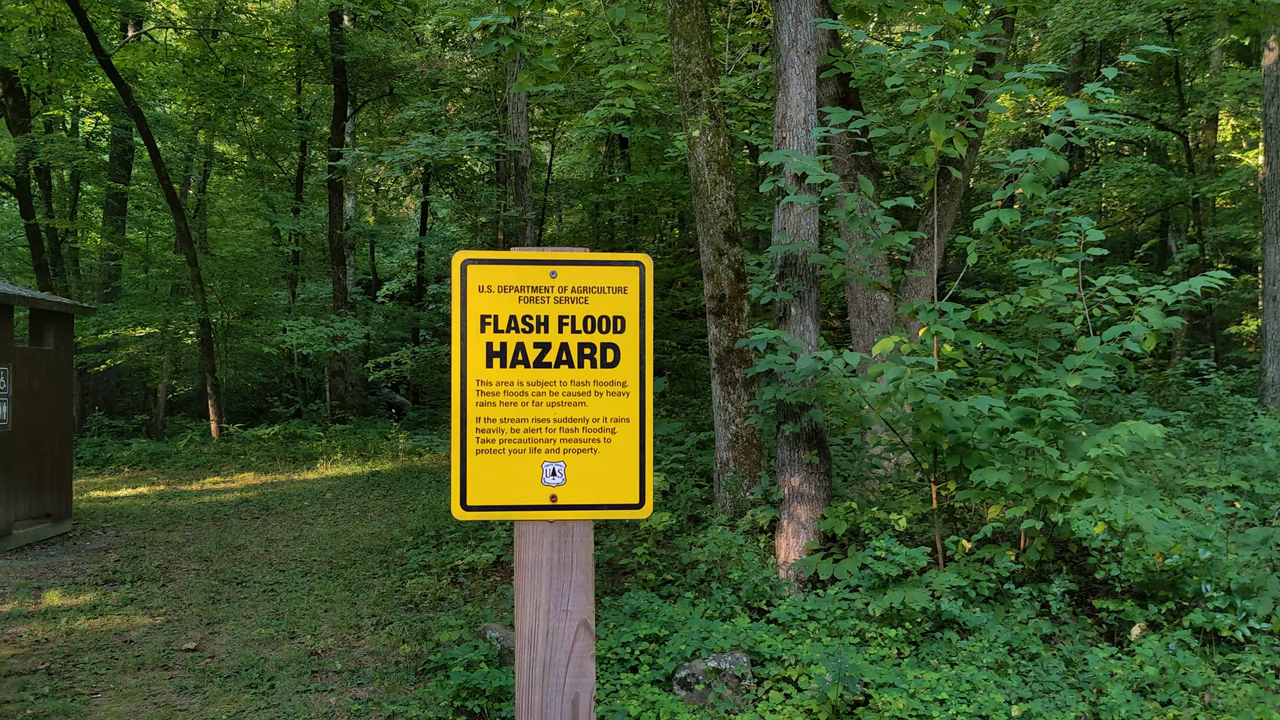 U.S. DEPARTMENT OF AGRICULTURE
FOREST SERVICE
FLASH FLOOD
HAZARD
This area is subject to flash flooding.
These floods can be caused by heavy
rains here or far upstream.
If the stream rises suddenly or it rains
heavily, be alert for flash flooding.
Take precautionary measures to
protect your life and property.
U S